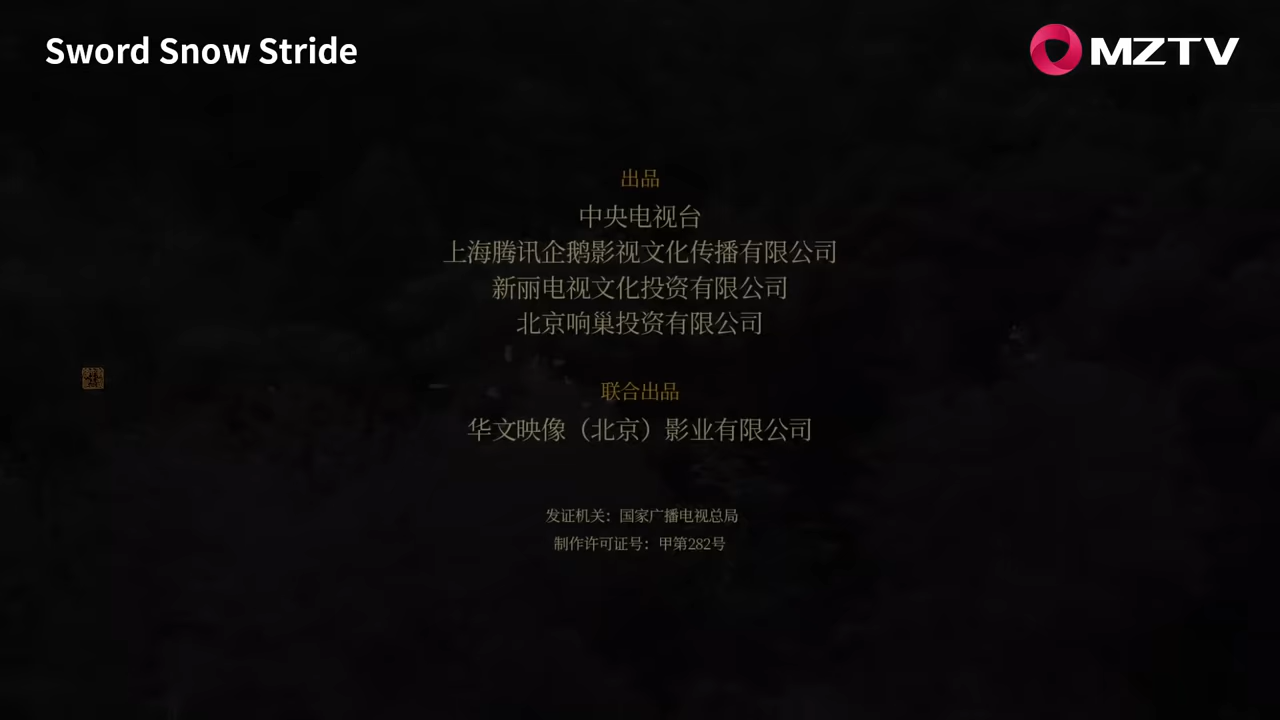 Sword Snow Stride
MZTV
出品
中央电视台
上海腾讯企鹅影视文化传播有限公司
新丽电视文化投资有限公司
北京响巢投资有限公司
联合出品
华文映像（北京）影业有限公司
发证机关：国家广播电视总局
制作许可证号：甲第282号